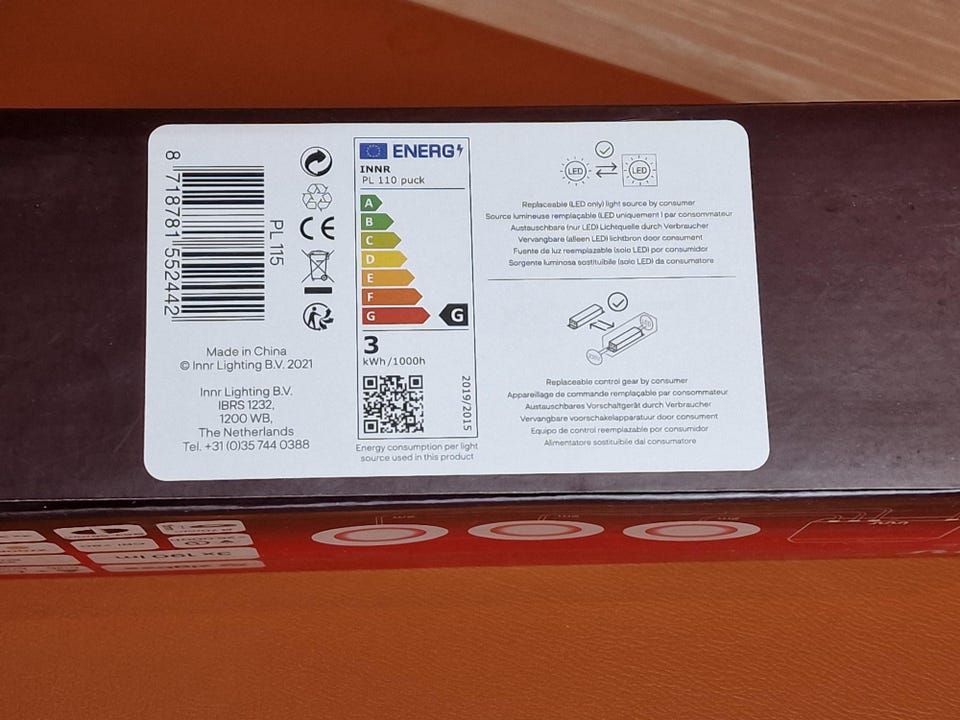 8 718781 552442
PL 115
CE
Made in China
© Innr Lighting B.V. 2021
Innr Lighting B.V.
IBRS 1232,
1200 WB,
The Netherlands
Tel. +31 (0)35 744 0388
ENERG
INNR
PL 110 puck
A
B
C
D
E
F
G
G
3
kWh/1000h
2019/2015
Energy consumption per light
source used in this product
LED
LED
Replaceable (LED only) light source by consumer
Source lumineuse remplaçable (LED uniquement) par consommateur
Austauschbare (nur LED) Lichtquelle durch Verbraucher
Vervangbare (alleen LED) lichtbron door consument
Fuente de luz reemplazable (solo LED) por consumidor
Sorgente luminosa sostituibile (solo LED) da consumatore
Replaceable control gear by consumer
Appareillage de commande remplaçable par consommateur
Austauschbares Vorschaltgerät durch Verbraucher
Vervangbare voorschakelapparatuur door consument
Equipo de control reemplazable por consumidor
Alimentatore sostituibile dal consumatore
3x 190 lm